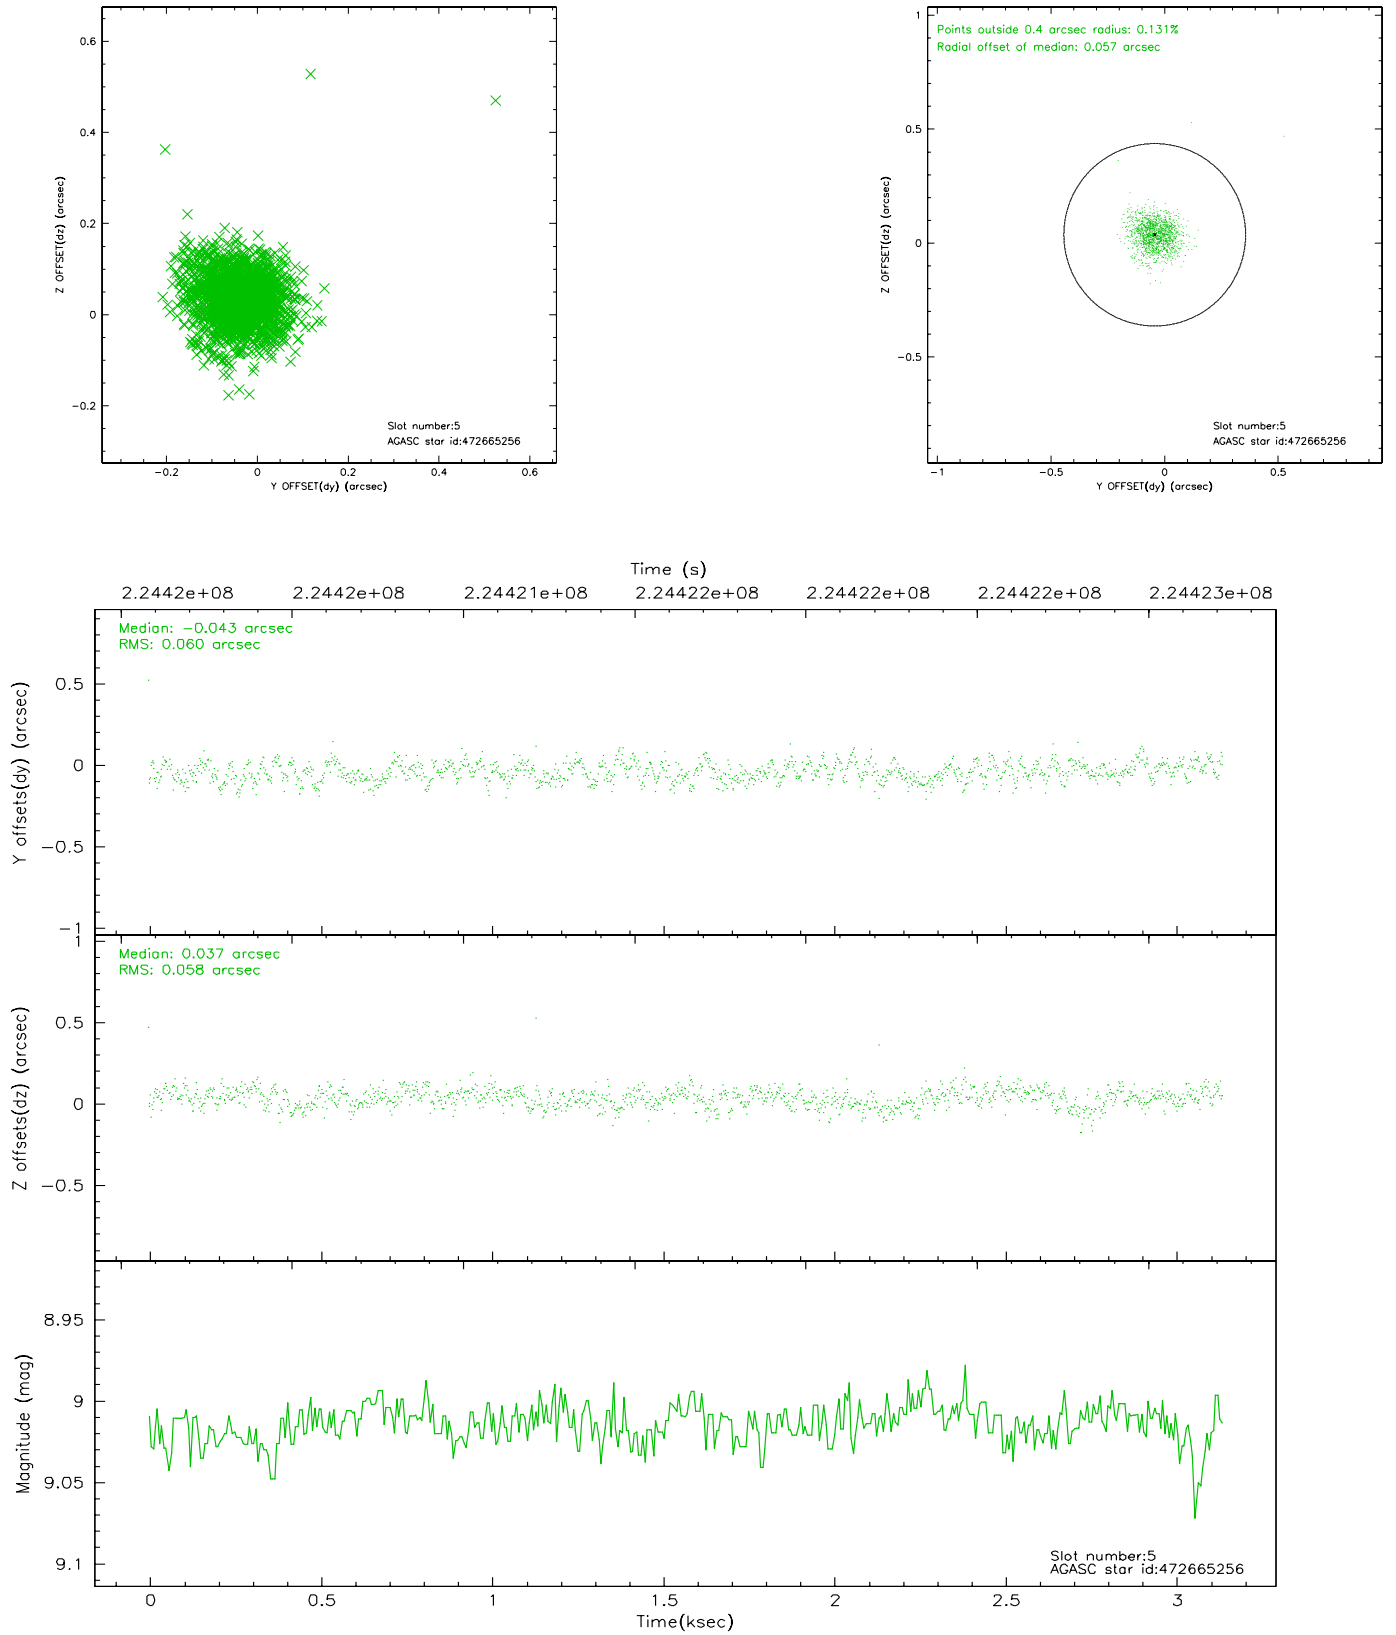 0.6
0.4
0.2
0
−0.2
Z OFFSET(dz) (arcsec)
−0.2 0 0.2 0.4 0.6
Y OFFSET(dy) (arcsec)
Slot number:5
AGASC star id:472665256
Points outside 0.4 arcsec radius: 0.131%
Radial offset of median: 0.057 arcsec
1
0.5
0
−0.5
Z OFFSET(dz) (arcsec)
−1 −0.5 0 0.5
Y OFFSET(dy) (arcsec)
Slot number:5
AGASC star id:472665256
Time (s)
2.2442e+08 2.2442e+08 2.24421e+08 2.24422e+08 2.24422e+08 2.24422e+08 2.24423e+08
Median: −0.043 arcsec
RMS: 0.060 arcsec
0.5
0
−0.5
−1
Y offsets(dy) (arcsec)
Median: 0.037 arcsec
RMS: 0.058 arcsec
1
0.5
0
−0.5
Z offsets(dz) (arcsec)
8.95
9
9.05
9.1
Magnitude (mag)
Slot number:5
AGASC star id:472665256
0 0.5 1 1.5 2 2.5 3
Time(ksec)